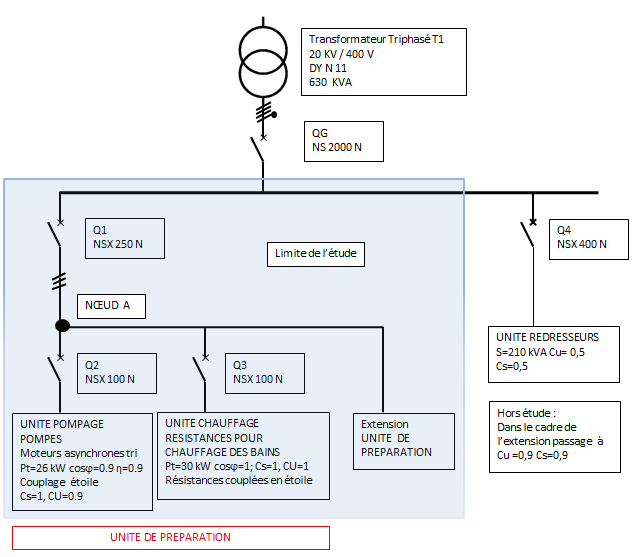 Transformateur Triphasé T1
20 KV / 400 V
DY N 11
630 KVA
QG
NS 2000 N
Q1
NSX 250 N
Limite de l'étude
Q4
NSX 400 N
NŒUD A
Q2
NSX 100 N
Q3
NSX 100 N
UNITE REDRESSEURS
S=210 kVA Cu= 0,5
Cs=0,5
UNITE POMPAGE
POMPES
Moteurs asynchrones tri
Pt=26 kW cosφ=0.9 η=0.9
Couplage étoile
Cs=1, CU=0.9
UNITE CHAUFFAGE
RESISTANCES POUR
CHAUFFAGE DES BAINS
Pt=30 kW cosφ=1; Cs=1, CU=1
Résistances couplées en étoile
Extension
UNITE DE
PREPARATION
Hors étude :
Dans le cadre de
l'extension passage à
Cu =0,9 Cs=0,9
UNITE DE PREPARATION